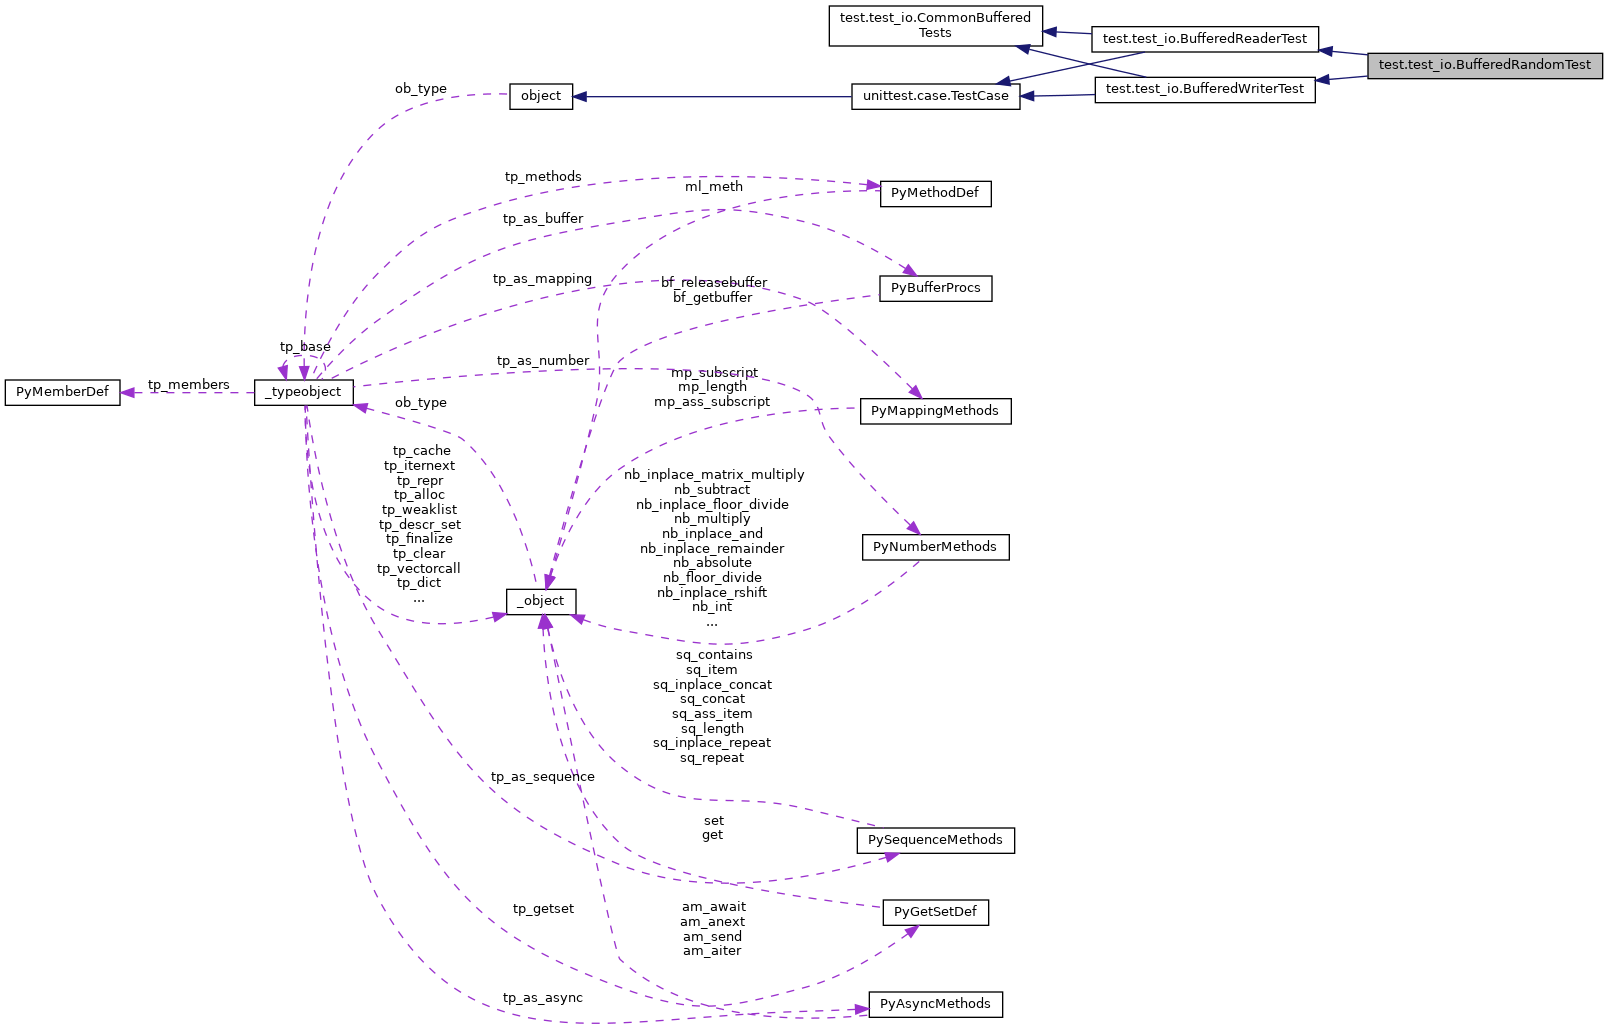 test.test_io.CommonBuffered
Tests
test.test_io.BufferedReaderTest
test.test_io.BufferedRandomTest
ob_type
object
unittest.case.TestCase
test.test_io.BufferedWriterTest
tp_methods
ml_meth
PyMethodDef
tp_as_buffer
tp_as_mapping
bf_releasebuffer
bf_getbuffer
PyBufferProcs
tp_base
tp_as_number
mp_subscript
mp_length
mp_ass_subscript
PyMemberDef
tp_members
_typeobject
ob_type
PyMappingMethods
tp_cache
tp_iternext
tp_repr
tp_alloc
tp_weaklist
tp_descr_set
tp_finalize
tp_clear
tp_vectorcall
tp_dict
...
nb_inplace_matrix_multiply
nb_subtract
nb_inplace_floor_divide
nb_multiply
nb_inplace_and
nb_inplace_remainder
nb_absolute
nb_floor_divide
nb_inplace_rshift
nb_int
...
PyNumberMethods
_object
sq_contains
sq_item
sq_inplace_concat
sq_concat
sq_ass_item
sq_length
sq_inplace_repeat
sq_repeat
tp_as_sequence
set
get
PySequenceMethods
tp_getset
am_await
am_anext
am_send
am_aiter
PyGetSetDef
tp_as_async
PyAsyncMethods